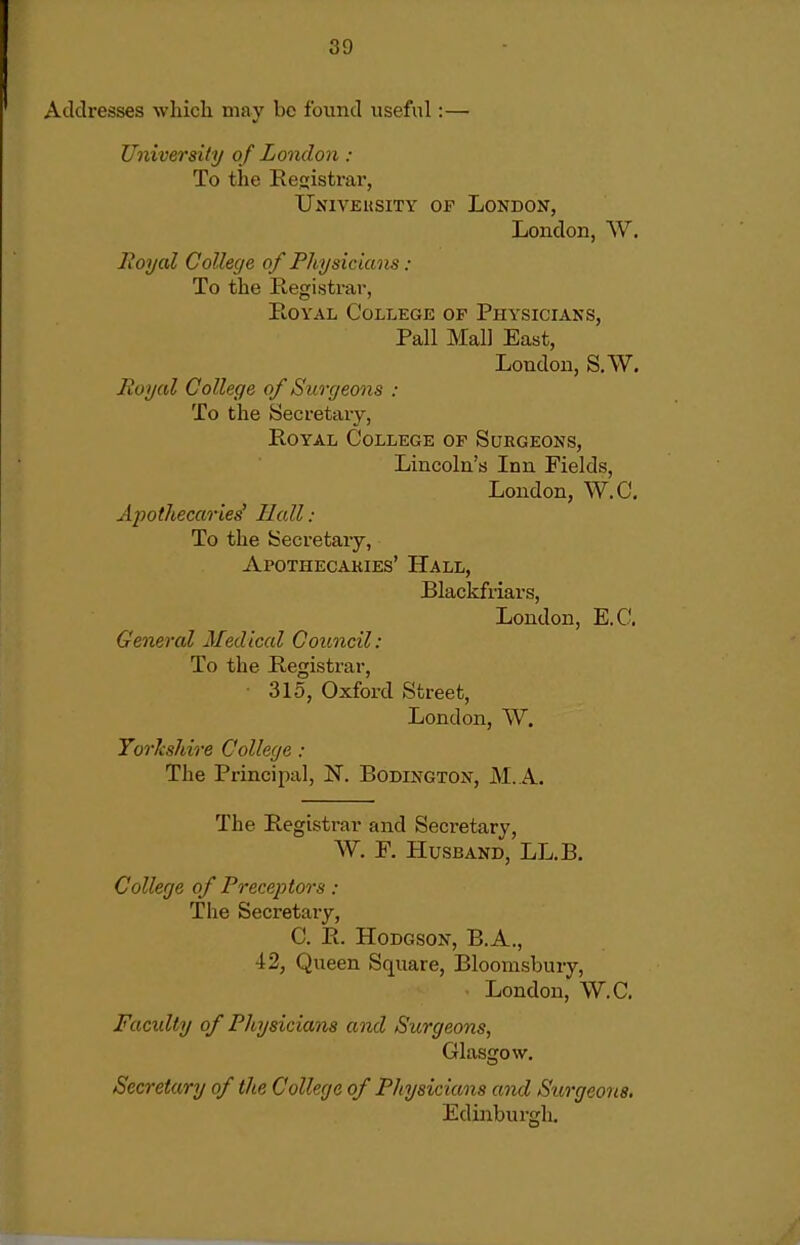 39
Addresses which may be found useful :—
University of London :
To the Registrar,
University of London,
London, W.
Royal College of Physicians :
To the Registrar,
Royal College of Physicians,
Pall Mall East,
London, S.W.
Royal College of Surgeons :
To the Secretary,
Royal College of Surgeons,
Lincoln's Inn Fields,
London, W.C.
Apothecaries' Hall :
To the Secretary,
Apothecaries' Hall,
Blackfriars,
London, E.C.
General Medical Council :
To the Registrar,
315, Oxford Street,
London, W.
Yorkshire College :
The Principal, N. Bodington, M.A.
The Registrar and Secretary,
W. F. Husband, LL.B.
College of Preceptors :
The Secretary,
C. R. Hodgson, B.A.,
42, Queen Square, Bloomsbury,
London, W.C.
Faculty of Physicians and Surgeons,
Glasgow.
Secretary of the College of Physicians and Surgeons.
Edinburgh.